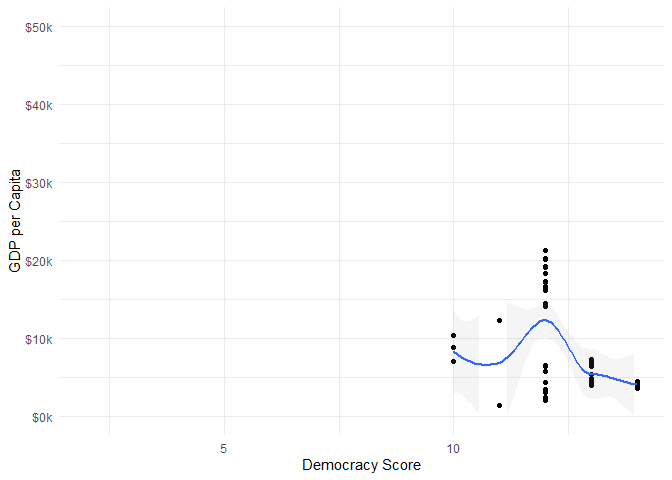 $50k
$40k
$30k
$20k
$10k
$0k
GDP per Capita
5
10
Democracy Score